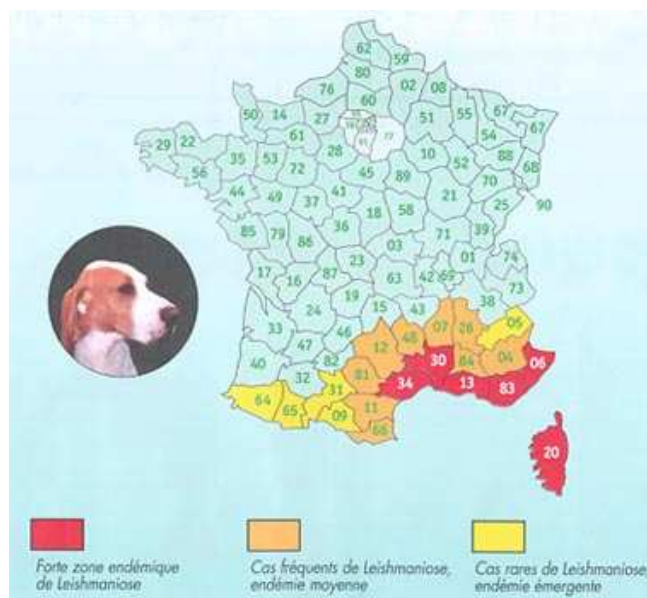 62 59
80
76 02 08
60
50 14 27 51 55 67 67
61 77 54
29 22 28 10 88
35 53 52 68
56 72 45 89 70
44 41 21 25 90
49 37 18 58
36 39
85 79 86 03 71
01 74
23
17 16 87 63 42 69 73
19 38
24 15 43
33 07 26 05
46 12 48
47 30 84 04 06
40 82 81
32 34 13 83
31
64 65 11
09
66
20
Forte zone endémique
de Leishmaniose
Cas fréquents de Leishmaniose,
endémie moyenne
Cas rares de Leishmaniose,
endémie émergente